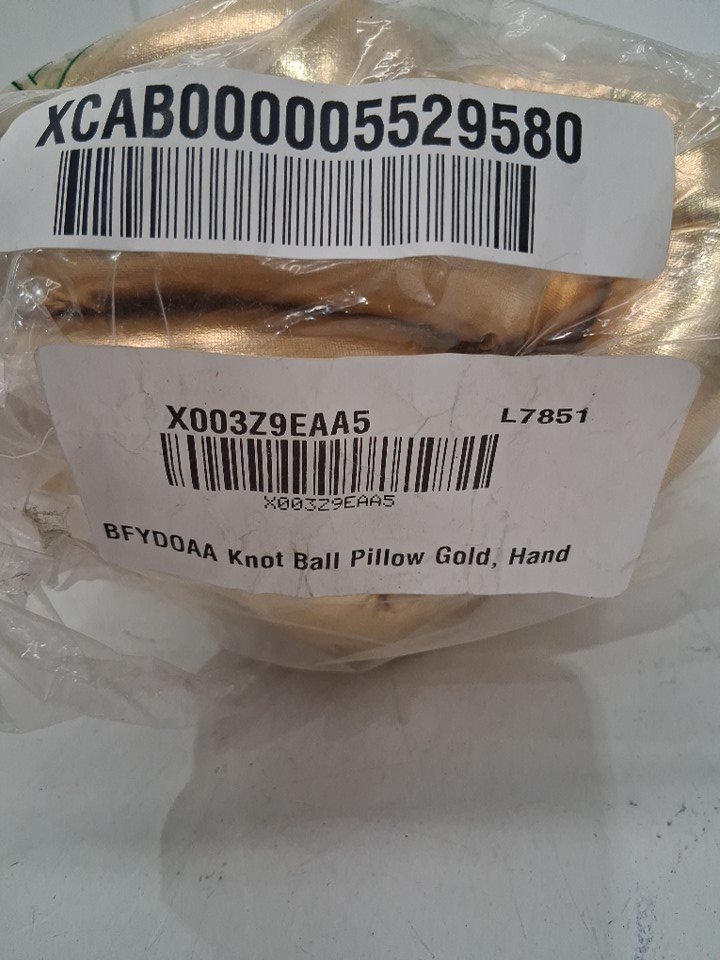 XCAB000005529580
X003Z9EAA5 L7851
X003Z9EAA5
BFYDOAA Knot Ball Pillow Gold, Hand